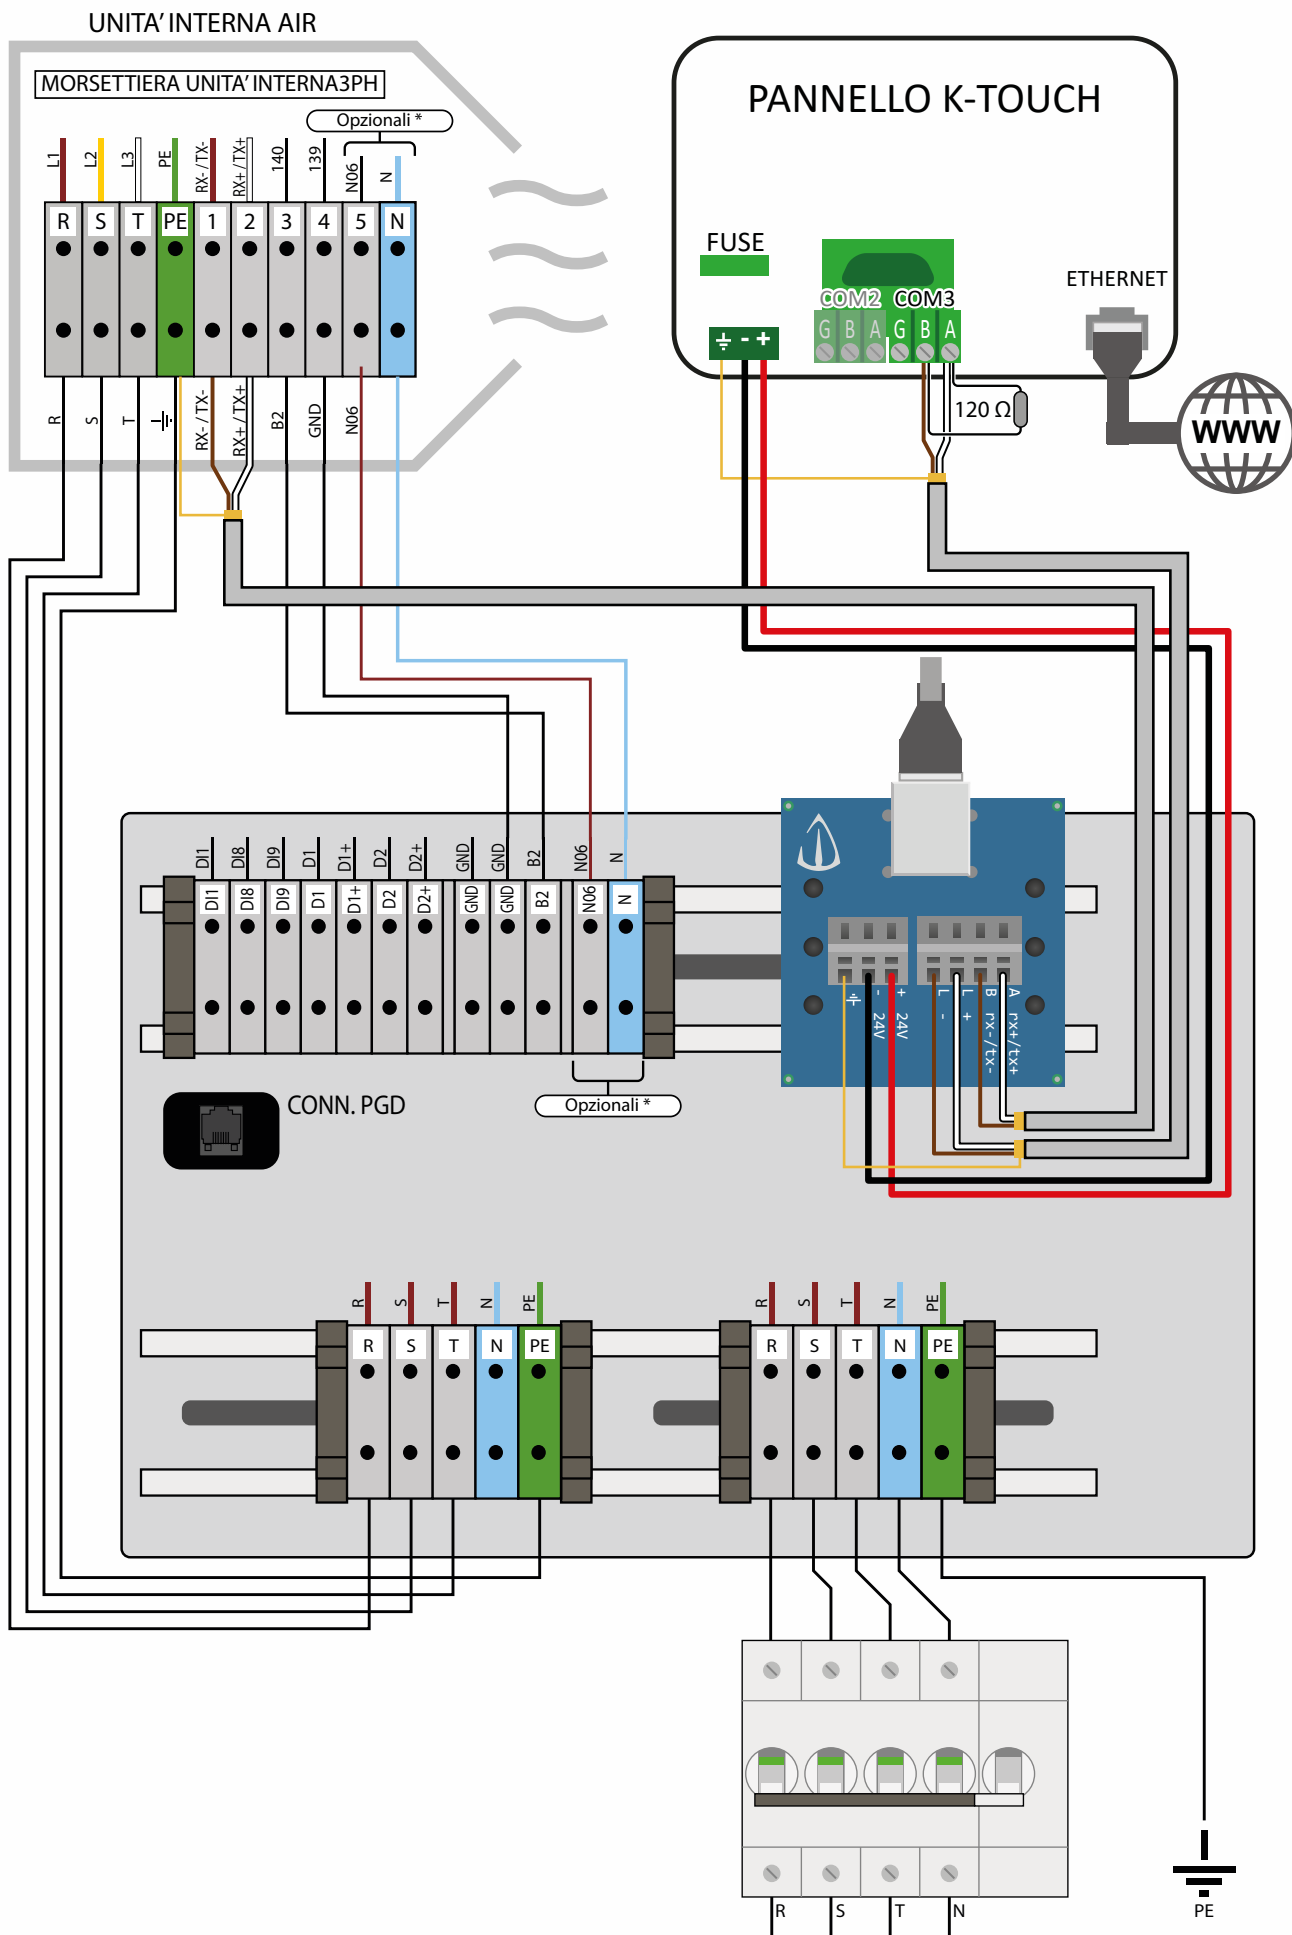 UNITA’ INTERNA AIR
MORSETTIERA UNITA’ INTERNA3PH
Opzionali *
L1 L2 L3 PE RX- / TX- RX+ / TX+ 140 139 N06 N
R S T PE 1 2 3 4 5 N
R S T RX- / TX- RX+ / TX+ B2 GND N06
PANNELLO K-TOUCH
FUSE
COM2 COM3
G B A G B A
- +
ETHERNET
120 Ω
WWW
DI1 DI8 DI9 D1 D1+ D2 D2+ GND GND B2 N06 N
DI1 DI8 DI9 D1 D1+ D2 D2+ GND GND B2 N06 N
Opzionali *
- 24V
+ 24V
L -
L +
B rx-/tx-
A rx+/tx+
CONN. PGD
R S T N PE
R S T N PE
R S T N PE
R S T N PE
R S T N
PE